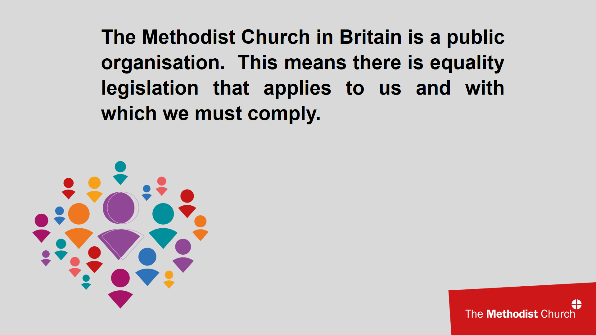 The Methodist Church in Britain is a public
organisation. This means there is equality
legislation that applies to us and with
which we must comply.
The Methodist Church